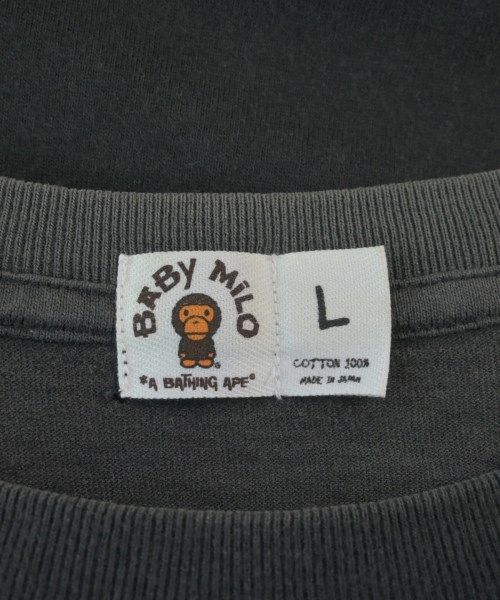 BABY MiLO
®
"A BATHING APE"
L
COTTON 100%
MADE IN JAPAN